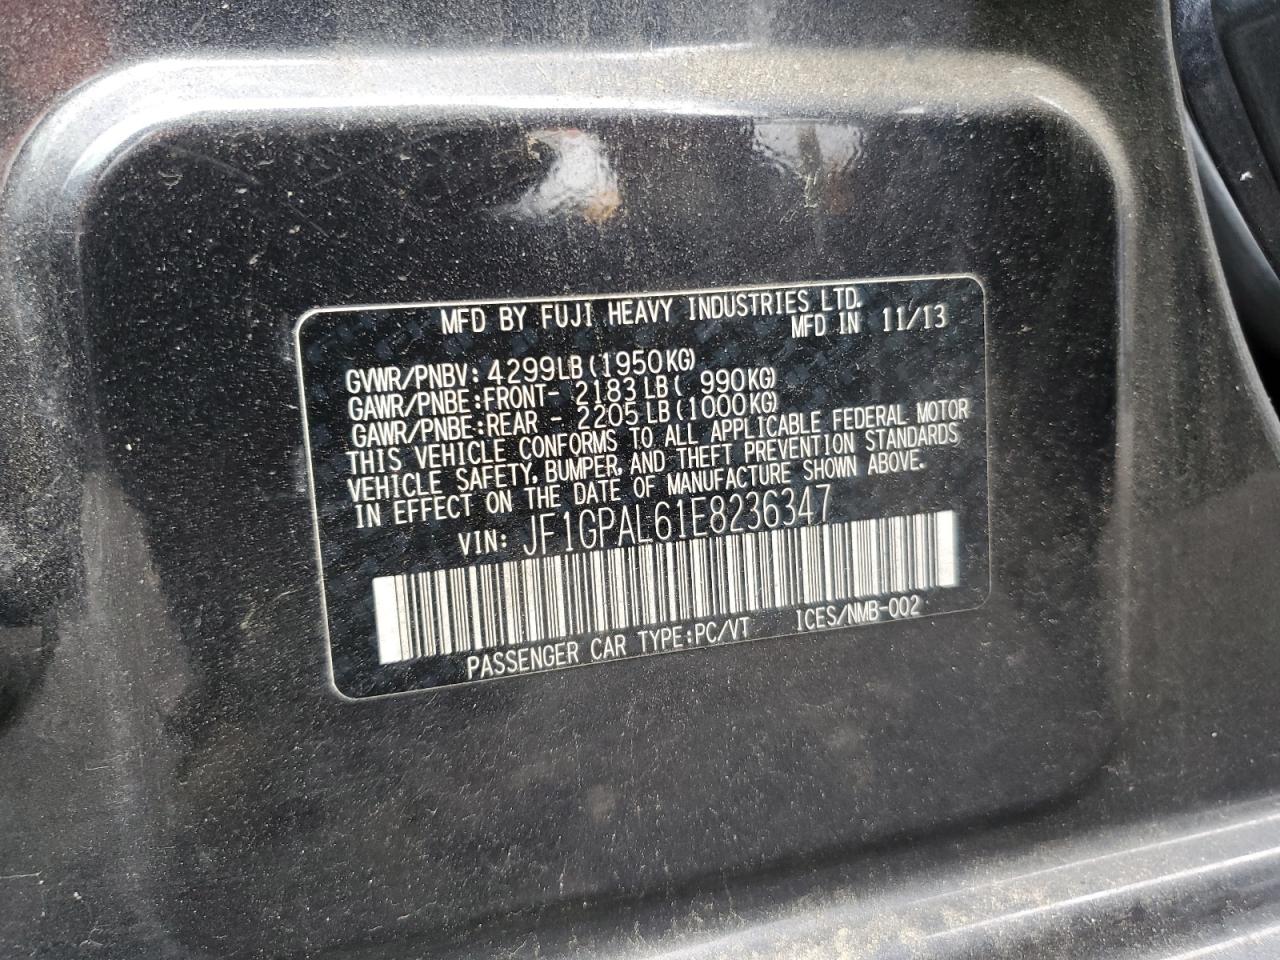 MFD BY FUJI HEAVY INDUSTRIES LTD.
MFD IN 11/13
GVWR/PNBV: 4299LB (1950KG)
GAWR/PNBE:FRONT- 2183 LB ( 990KG)
GAWR/PNBE:REAR - 2205 LB (1000KG)
THIS VEHICLE CONFORMS TO ALL APPLICABLE FEDERAL MOTOR
VEHICLE SAFETY, BUMPER, AND THEFT PREVENTION STANDARDS
IN EFFECT ON THE DATE OF MANUFACTURE SHOWN ABOVE.
VIN: JF1GPAL61E8236347
PASSENGER CAR TYPE:PC/VT ICES/NMB-002